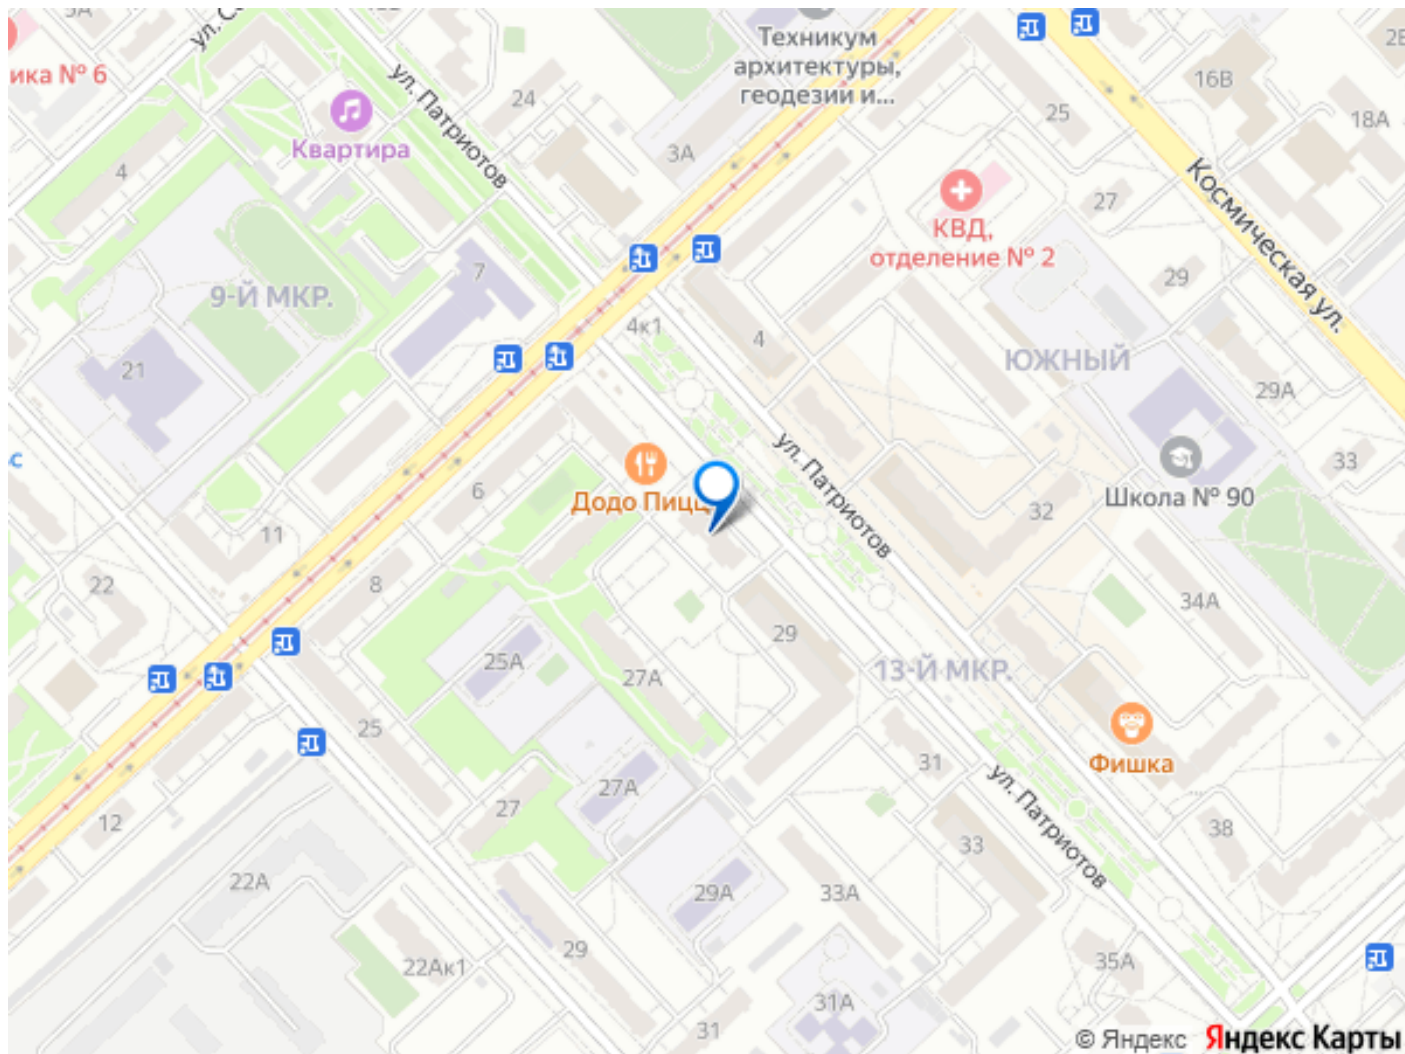 5А
ул. С
2В
Техникум
архитектуры,
геодезии и...
ика № 6
16В
ул. Патриотов
24
25
18А
Квартира
3А
4
Космическая ул.
27
КВД,
отделение № 2
7
29
9-Й МКР.
4к1
4
ЮЖНЫЙ
21
29А
ул. Патриотов
с
33
6
Додо Пицц
Школа № 90
32
11
22
8
34А
29
25А
27А
13-Й МКР.
25
31
Фишка
27А
ул. Патриотов
27
12
38
33
22А
29А
33А
29
22Ак1
35А
31А
31
© Яндекс Яндекс Карты